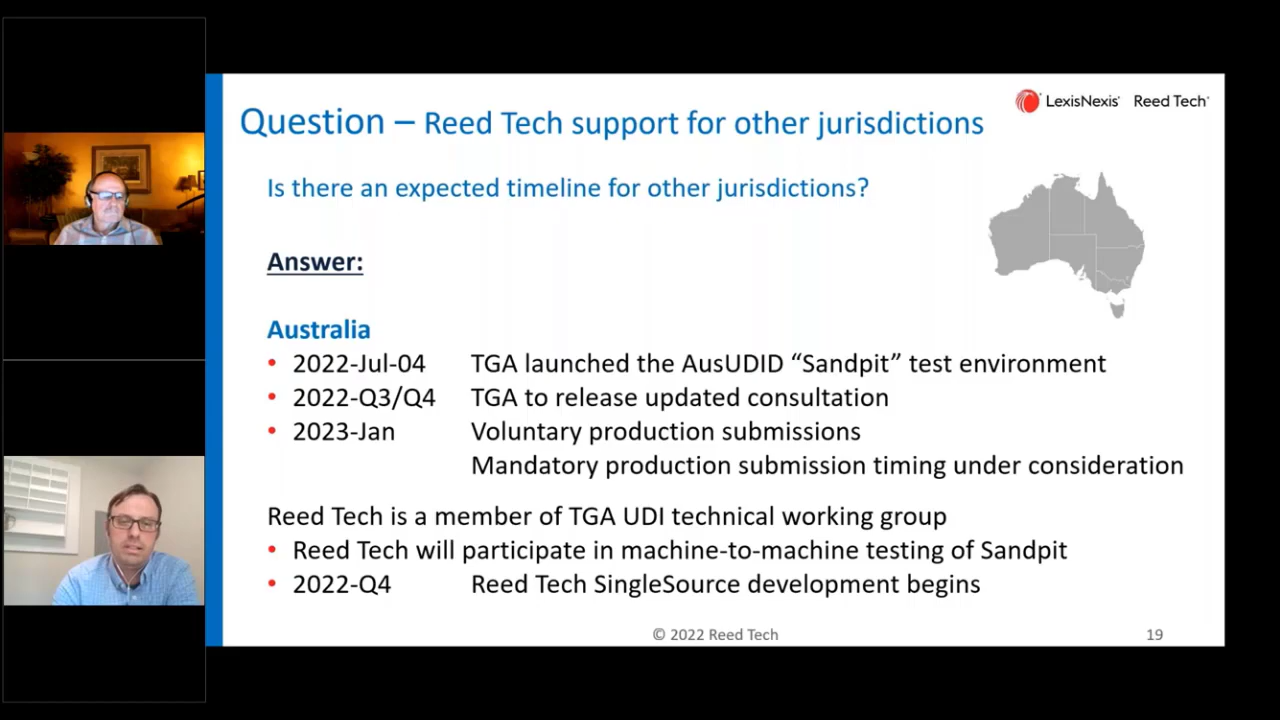 LexisNexis® Reed Tech®
Question – Reed Tech support for other jurisdictions
Is there an expected timeline for other jurisdictions?
Answer:
Australia
• 2022-Jul-04 TGA launched the AusUDID “Sandpit” test environment
• 2022-Q3/Q4 TGA to release updated consultation
• 2023-Jan Voluntary production submissions
Mandatory production submission timing under consideration
Reed Tech is a member of TGA UDI technical working group
• Reed Tech will participate in machine-to-machine testing of Sandpit
• 2022-Q4 Reed Tech SingleSource development begins
© 2022 Reed Tech 19